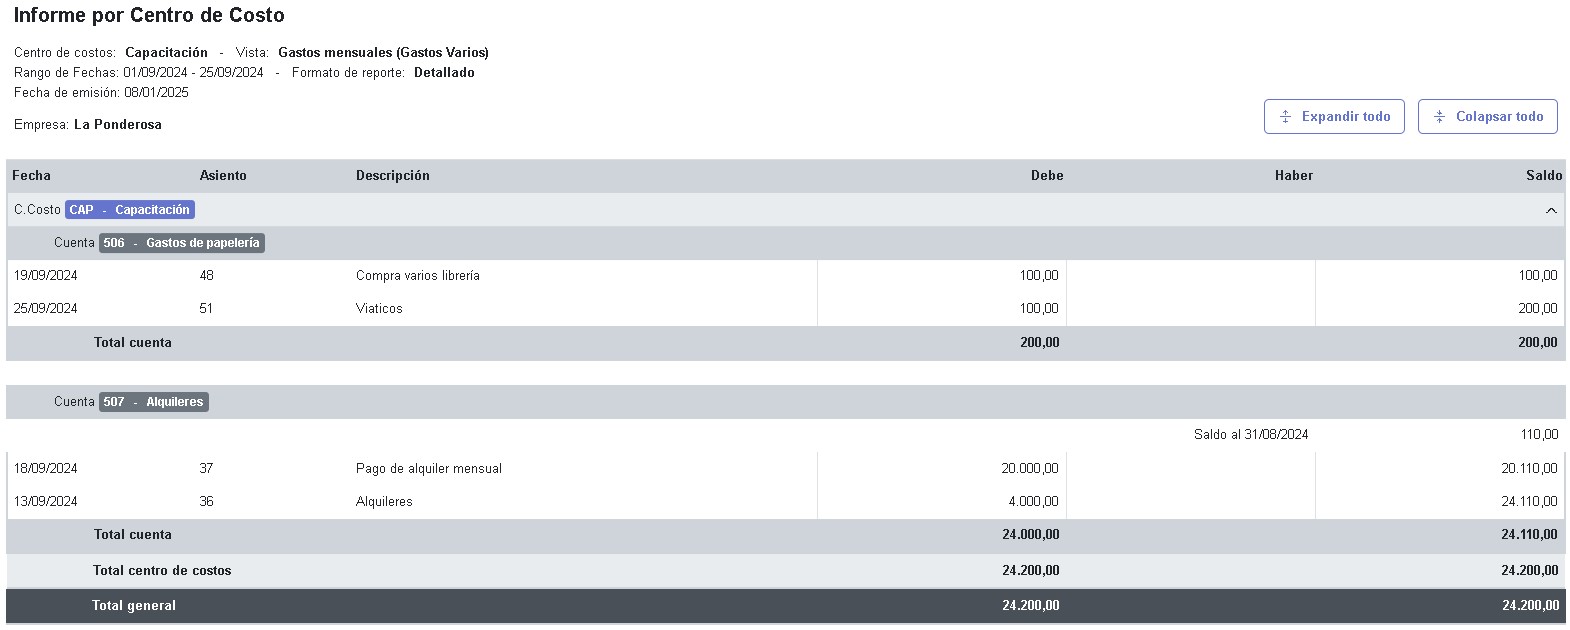 Informe por Centro de Costo
Centro de costos: Capacitación - Vista: Gastos mensuales (Gastos Varios)
Rango de Fechas: 01/09/2024 - 25/09/2024 - Formato de reporte: Detallado
Fecha de emisión: 08/01/2025
Empresa: La Ponderosa
Expandir todo Colapsar todo
Fecha Asiento Descripción Debe Haber Saldo
C.Costo CAP - Capacitación
Cuenta 506 - Gastos de papelería
19/09/2024 48 Compra varios librería 100,00 100,00
25/09/2024 51 Viaticos 100,00 200,00
Total cuenta 200,00 200,00
Cuenta 507 - Alquileres
Saldo al 31/08/2024 110,00
18/09/2024 37 Pago de alquiler mensual 20.000,00 20.110,00
13/09/2024 36 Alquileres 4.000,00 24.110,00
Total cuenta 24.000,00 24.110,00
Total centro de costos 24.200,00 24.200,00
Total general 24.200,00 24.200,00